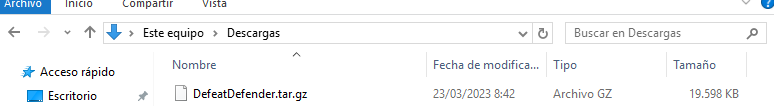 Archivo Inicio Compartir Vista
Este equipo Descargas Buscar en Descargas
Nombre Fecha de modifica... Tipo Tamaño
Acceso rápido
Escritorio DefeatDefender.tar.gz 23/03/2023 8:42 Archivo GZ 19.598 KB